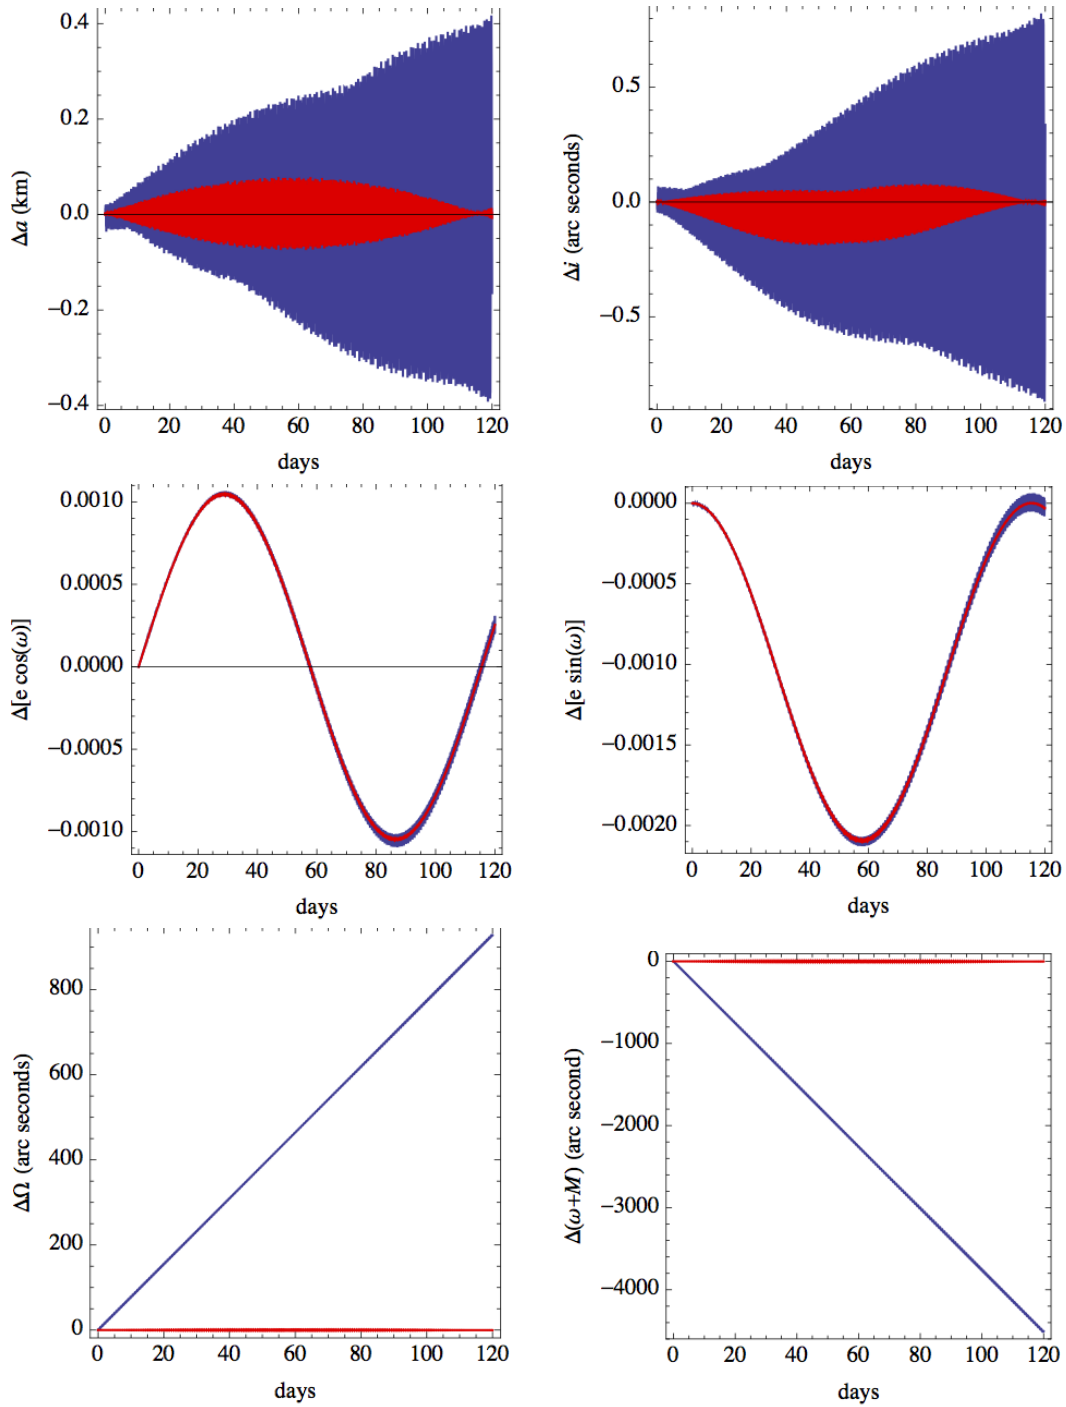 0.4
0.2
0.0
−0.2
−0.4
Δa (km)
0 20 40 60 80 100 120
days
0.5
0.0
−0.5
Δi (arc seconds)
0 20 40 60 80 100 120
days
0.0010
0.0005
0.0000
−0.0005
−0.0010
Δ[e cos(ω)]
0 20 40 60 80 100 120
days
0.0000
−0.0005
−0.0010
−0.0015
−0.0020
Δ[e sin(ω)]
0 20 40 60 80 100 120
days
800
600
400
200
0
ΔΩ (arc seconds)
0 20 40 60 80 100 120
days
0
−1000
−2000
−3000
−4000
Δ(ω+M) (arc second)
0 20 40 60 80 100 120
days